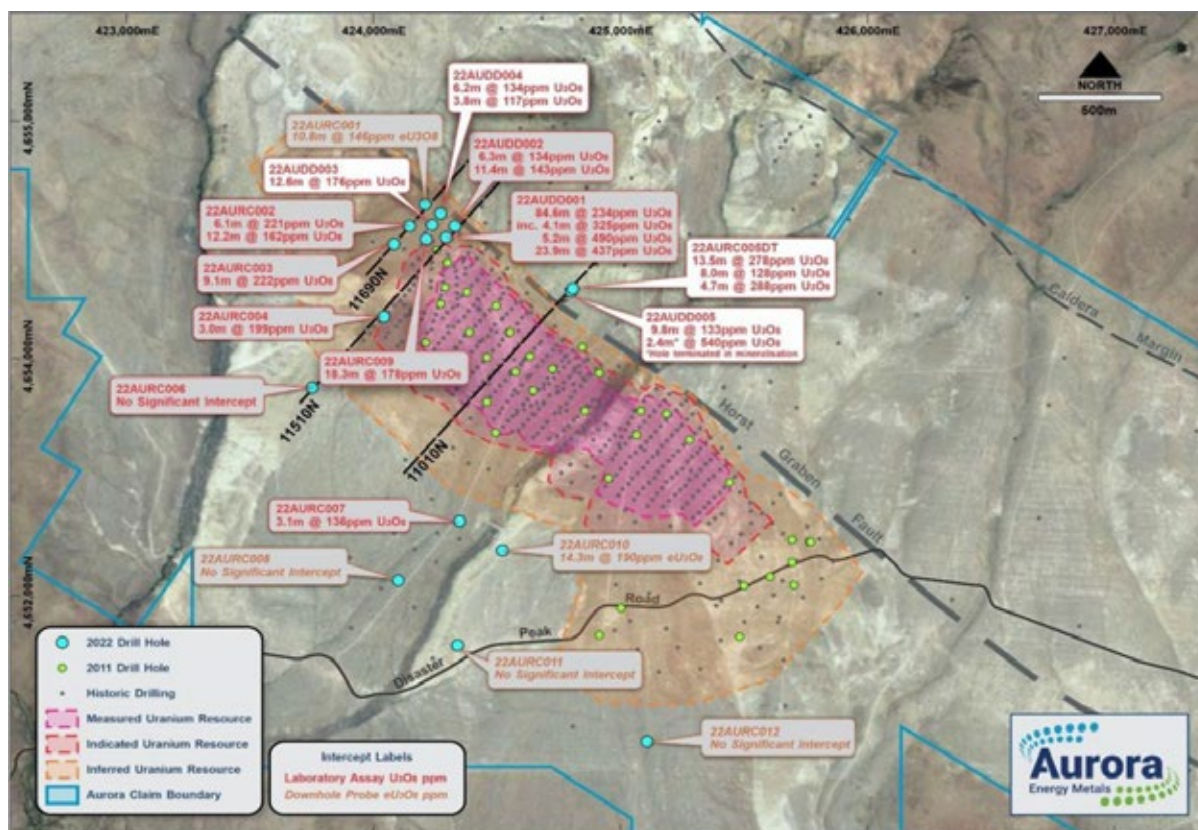 423,000mE
424,000mE
425,000mE
426,000mE
427,000mE
NORTH
500m
4,655,000mN
4,654,000mN
4,652,000mN
22AUDD004
6.2m @ 134ppm U₃O₈
3.8m @ 117ppm U₃O₈
22AURC001
10.8m @ 146ppm eU3O8
22AUDD002
6.3m @ 134ppm U₃O₈
11.4m @ 143ppm U₃O₈
22AUDD003
12.6m @ 176ppm U₃O₈
22AUDD001
84.6m @ 234ppm U₃O₈
inc. 4.1m @ 325ppm U₃O₈
5.2m @ 490ppm U₃O₈
23.9m @ 437ppm U₃O₈
22AURC002
6.1m @ 221ppm U₃O₈
12.2m @ 162ppm U₃O₈
22AURC005DT
13.5m @ 278ppm U₃O₈
8.0m @ 128ppm U₃O₈
4.7m @ 288ppm U₃O₈
22AURC003
9.1m @ 222ppm U₃O₈
11690N
22AURC004
3.0m @ 199ppm U₃O₈
22AUDD005
9.8m @ 133ppm U₃O₈
2.4m* @ 540ppm U₃O₈
*Hole terminated in mineralisation
Caldera
Margin
22AURC009
18.3m @ 178ppm U₃O₈
22AURC006
No Significant Intercept
11510N
11010N
Horst
Graben
Fault
22AURC007
3.1m @ 136ppm U₃O₈
22AURC010
14.3m @ 190ppm eU₃O₈
22AURC008
No Significant Intercept
Disaster Peak Road
22AURC011
No Significant Intercept
22AURC012
No Significant Intercept
2022 Drill Hole
2011 Drill Hole
Historic Drilling
Measured Uranium Resource
Indicated Uranium Resource
Inferred Uranium Resource
Aurora Claim Boundary
Intercept Labels
Laboratory Assay U₃O₈ ppm
Downhole Probe eU₃O₈ ppm
Aurora
Energy Metals